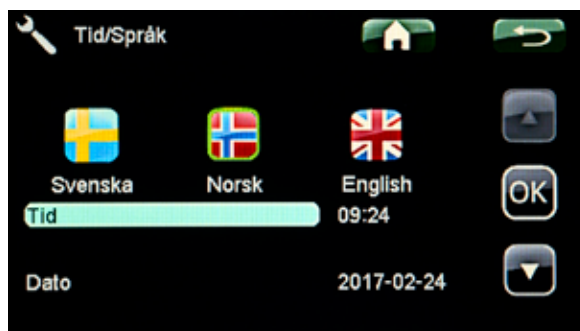 Tid/Språk
Svenska Norsk English
OK
Tid 09:24
Dato 2017-02-24